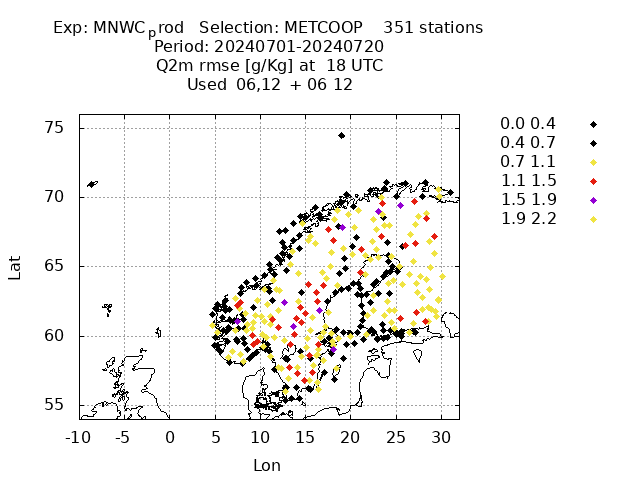 Exp: MNWCprod Selection: METCOOP 351 stations
Period: 20240701-20240720
Q2m rmse [g/Kg] at 18 UTC
Used 06,12 + 06 12
0.0 0.4
0.4 0.7
0.7 1.1
1.1 1.5
1.5 1.9
1.9 2.2
75
70
65
60
55
Lat
-10 -5 0 5 10 15 20 25 30
Lon